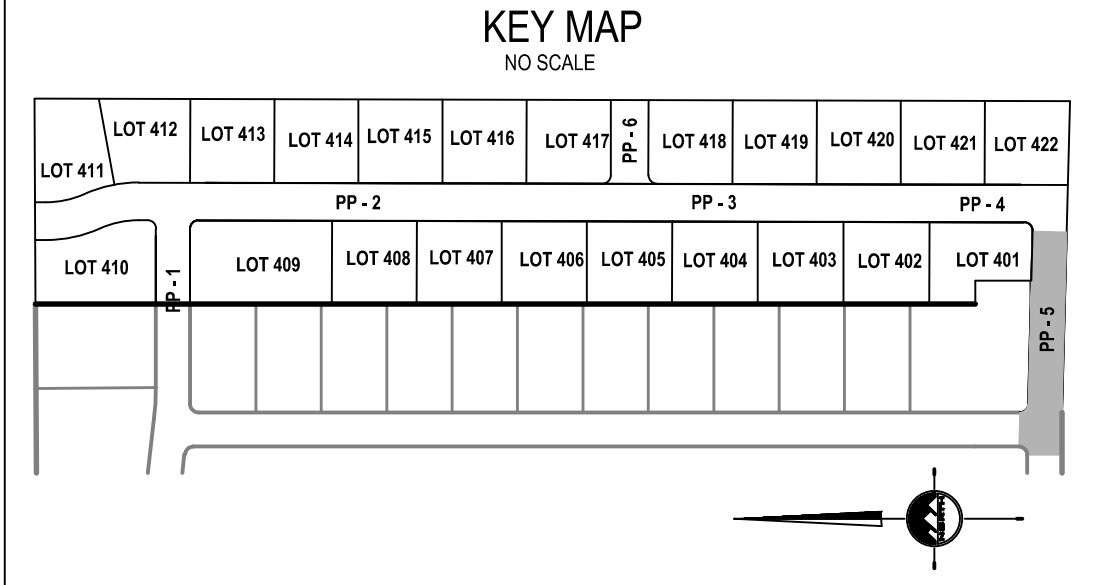 KEY MAP
NO SCALE
LOT 411
LOT 412
LOT 413
LOT 414
LOT 415
LOT 416
LOT 417
PP - 6
LOT 418
LOT 419
LOT 420
LOT 421
LOT 422
PP - 2
PP - 3
PP - 4
LOT 410
PP - 1
LOT 409
LOT 408
LOT 407
LOT 406
LOT 405
LOT 404
LOT 403
LOT 402
LOT 401
PP - 5
NORTH